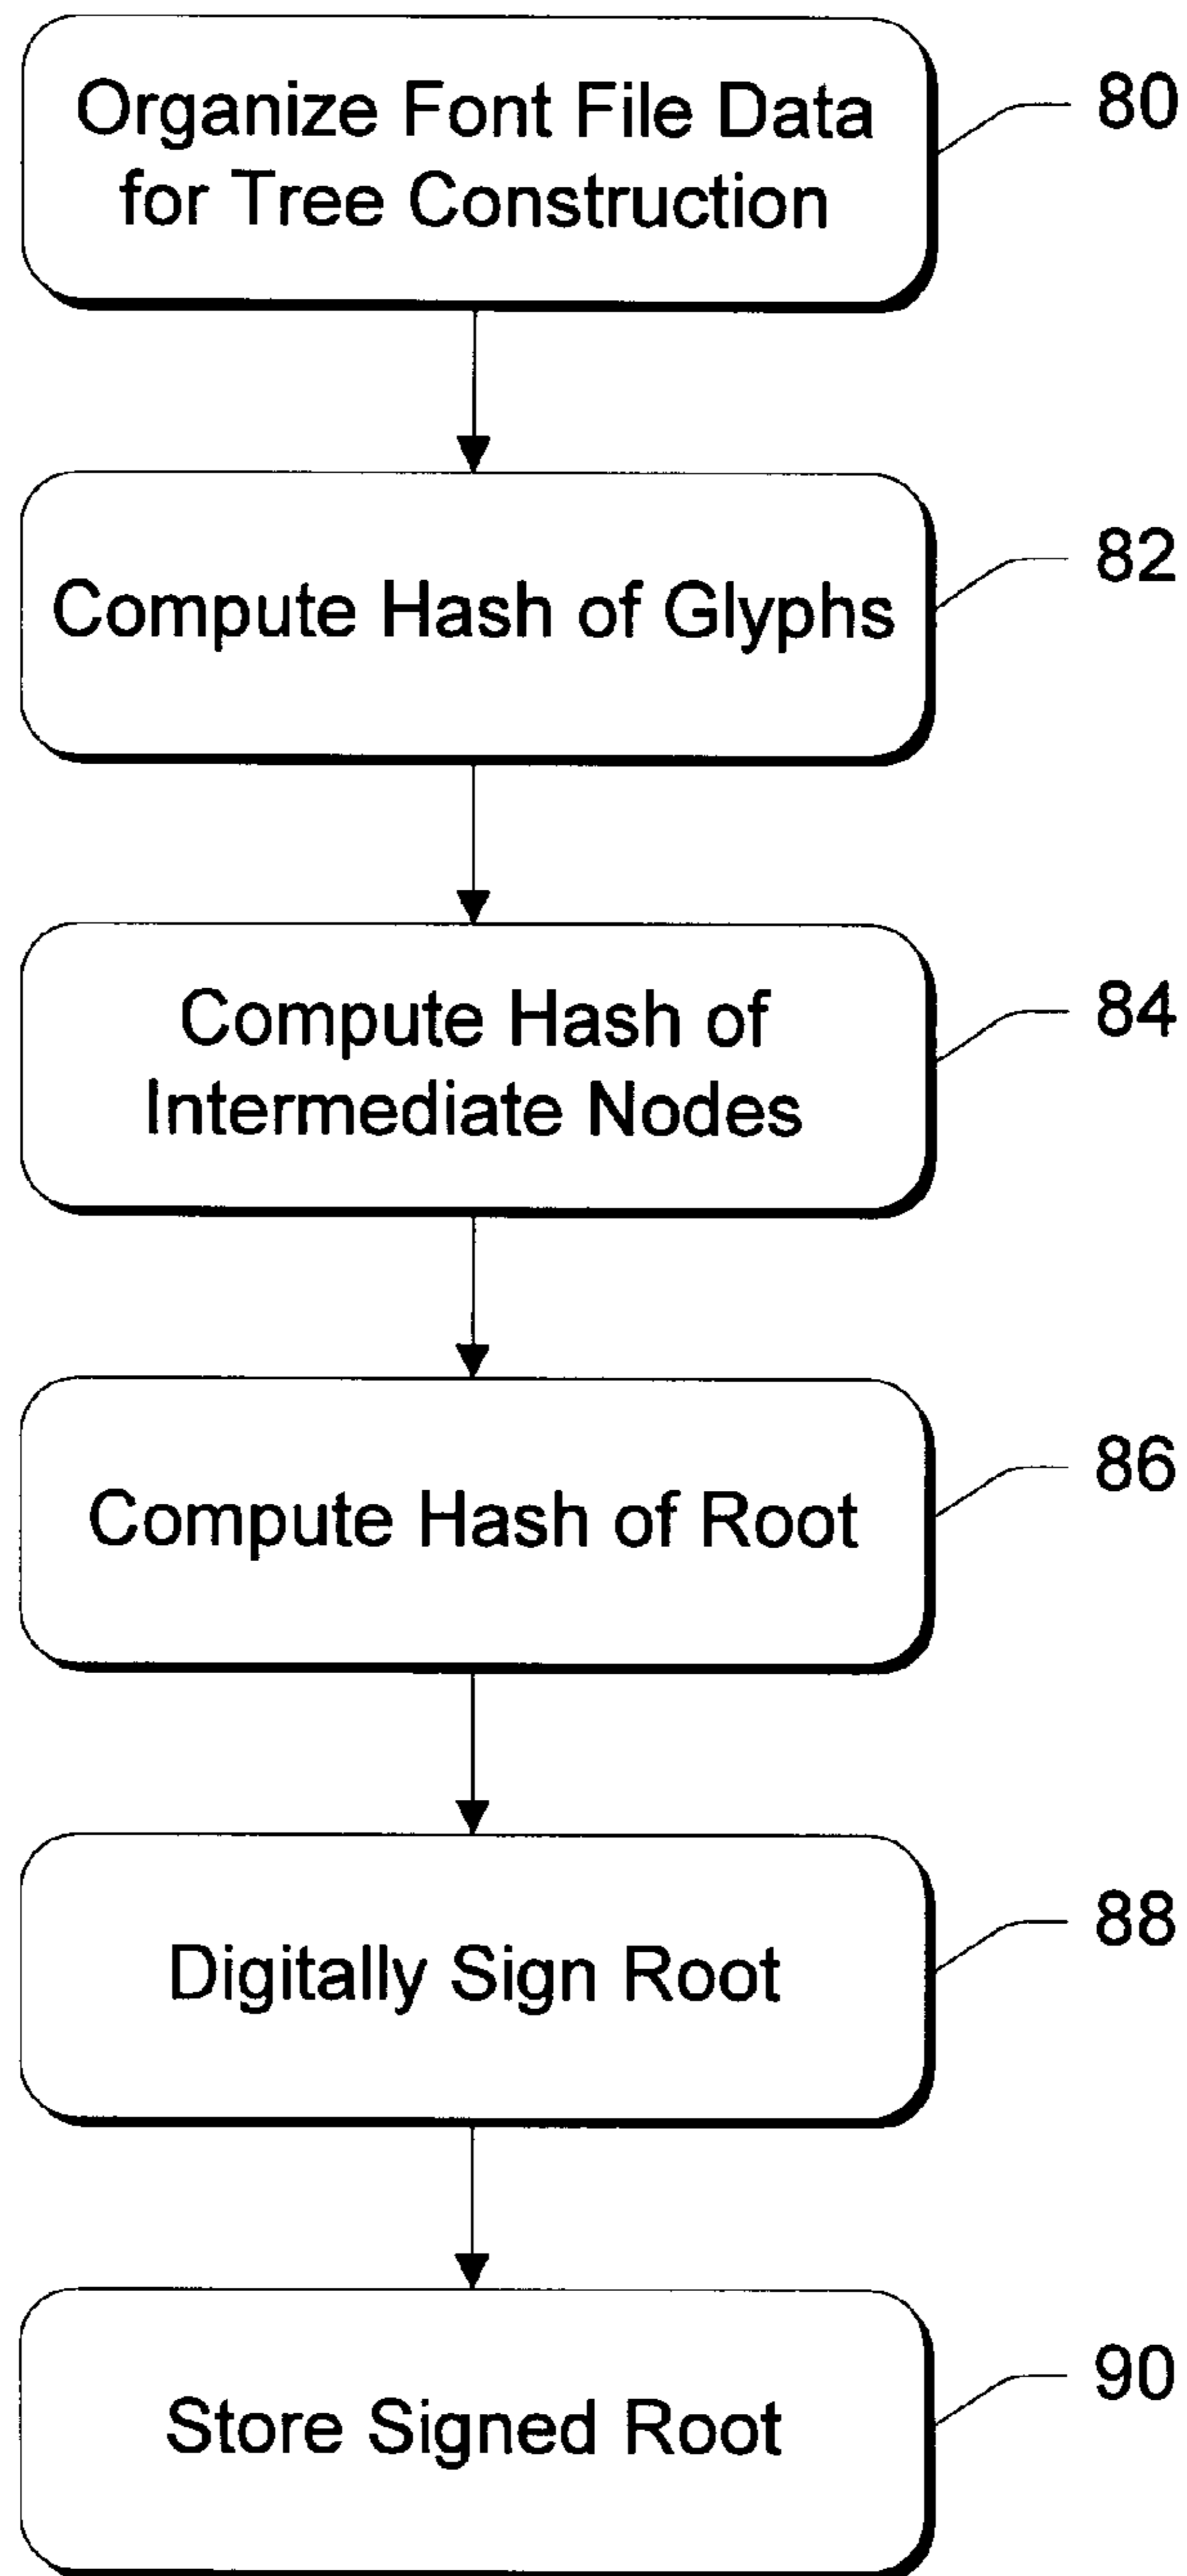 Organize Font File Data
for Tree Construction
80
Compute Hash of Glyphs
82
Compute Hash of
Intermediate Nodes
84
Compute Hash of Root
86
Digitally Sign Root
88
Store Signed Root
90